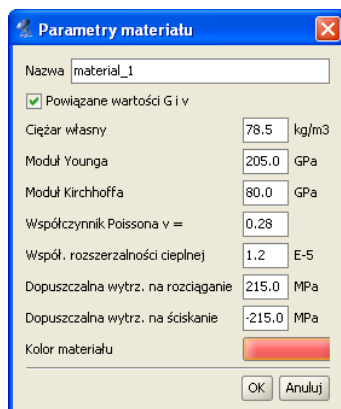 Parametry materiału
Nazwa material_1
Powiązane wartości G i v
Ciężar własny 78.5 kg/m3
Moduł Younga 205.0 GPa
Moduł Kirchhoffa 80.0 GPa
Współczynnik Poissona v = 0.28
Współ. rozszerzalności cieplnej 1.2 E-5
Dopuszczalna wytrz. na rozciąganie 215.0 MPa
Dopuszczalna wytrz. na ściskanie -215.0 MPa
Kolor materiału
OK Anuluj